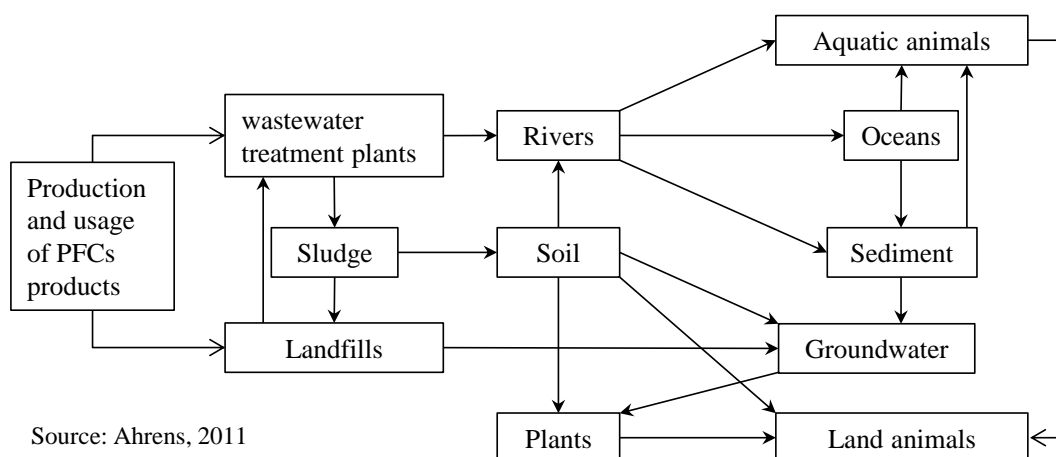 Aquatic animals
wastewater
treatment plants
Rivers
Oceans
Production
and usage
of PFCs
products
Sludge
Soil
Sediment
Landfills
Groundwater
Source: Ahrens, 2011
Plants
Land animals